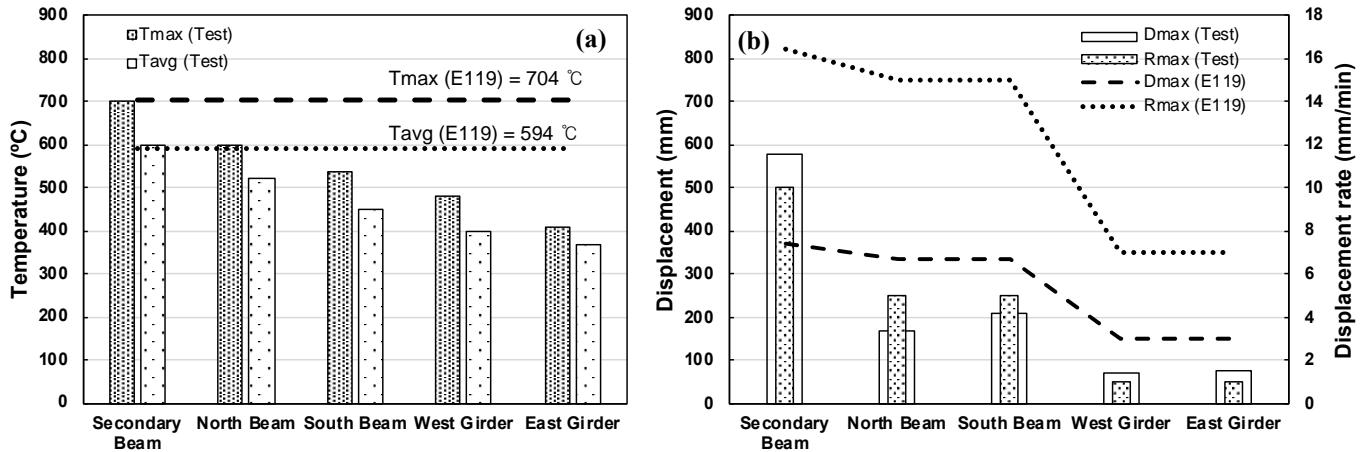 900
800
700
600
500
400
300
200
100
0
Temperature (ºC)
Tmax (Test)
Tavg (Test)
(a)
Tmax (E119) = 704 ℃
Tavg (E119) = 594 ℃
Secondary Beam
North Beam
South Beam
West Girder
East Girder
900
800
700
600
500
400
300
200
100
0
Displacement (mm)
(b)
Dmax (Test)
Rmax (Test)
Dmax (E119)
Rmax (E119)
18
16
14
12
10
8
6
4
2
0
Displacement rate (mm/min)
Secondary
Beam
North Beam
South Beam
West Girder
East Girder